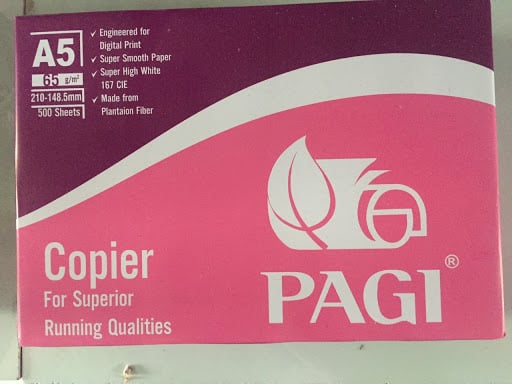 A5
65 g/m²
210-148.5mm
500 Sheets
✓ Engineered for
Digital Print
✓ Super Smooth Paper
✓ Super High White
167 CIE
✓ Made from
Plantaion Fiber
Copier
For Superior
Running Qualities
PAGI®